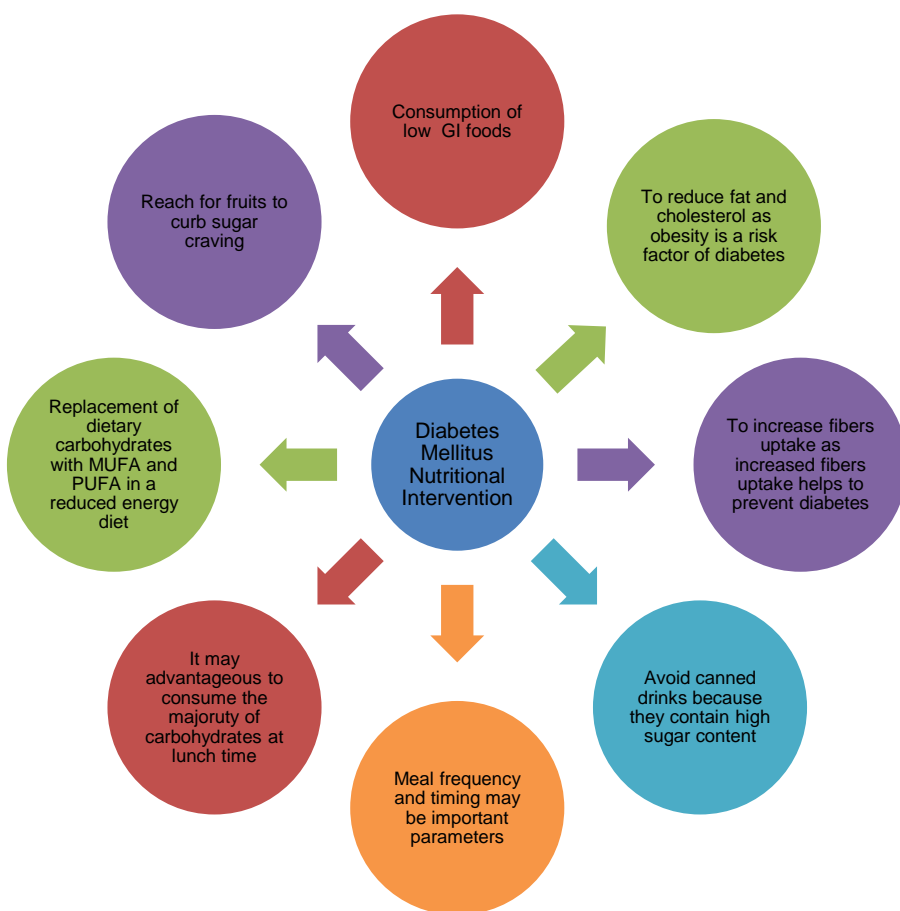 Consumption of
low GI foods
To reduce fat and
cholesterol as
obesity is a risk
factor of diabetes
To increase fibers
uptake as
increased fibers
uptake helps to
prevent diabetes
Avoid canned
drinks because
they contain high
sugar content
Meal frequency
and timing may
be important
parameters
It may
advantageous to
consume the
majoruty of
carbohydrates at
lunch time
Replacement of
dietary
carbohydrates
with MUFA and
PUFA in a
reduced energy
diet
Reach for fruits to
curb sugar
craving
Diabetes
Mellitus
Nutritional
Intervention